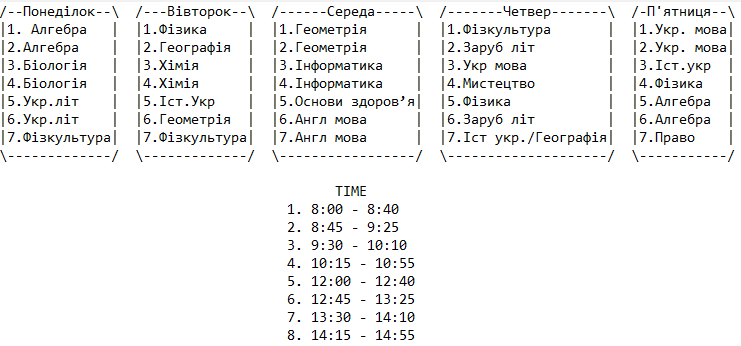 /--Понеділок--\ /---Вівторок--\ /------Середа-----\ /-------Четвер-------\ /-П'ятниця--\
|1. Алгебра | |1.Фізика | |1.Геометрія | |1.Фізкультура | |1.Укр. мова|
|2.Алгебра | |2.Географія | |2.Геометрія | |2.Заруб літ | |2.Укр. мова|
|3.Біологія | |3.Хімія | |3.Інформатика | |3.Укр мова | |3.Іст.укр |
|4.Біологія | |4.Хімія | |4.Інформатика | |4.Мистецтво | |4.Фізика |
|5.Укр.літ | |5.Іст.Укр | |5.Основи здоров’я| |5.Фізика | |5.Алгебра |
|6.Укр.літ | |6.Геометрія | |6.Англ мова | |6.Заруб літ | |6.Алгебра |
|7.Фізкультура| |7.Фізкультура| |7.Англ мова | |7.Іст укр./Географія| |7.Право |
\-------------/ \-------------/ \-----------------/ \--------------------/ \-----------/
TIME
1. 8:00 - 8:40
2. 8:45 - 9:25
3. 9:30 - 10:10
4. 10:15 - 10:55
5. 12:00 - 12:40
6. 12:45 - 13:25
7. 13:30 - 14:10
8. 14:15 - 14:55